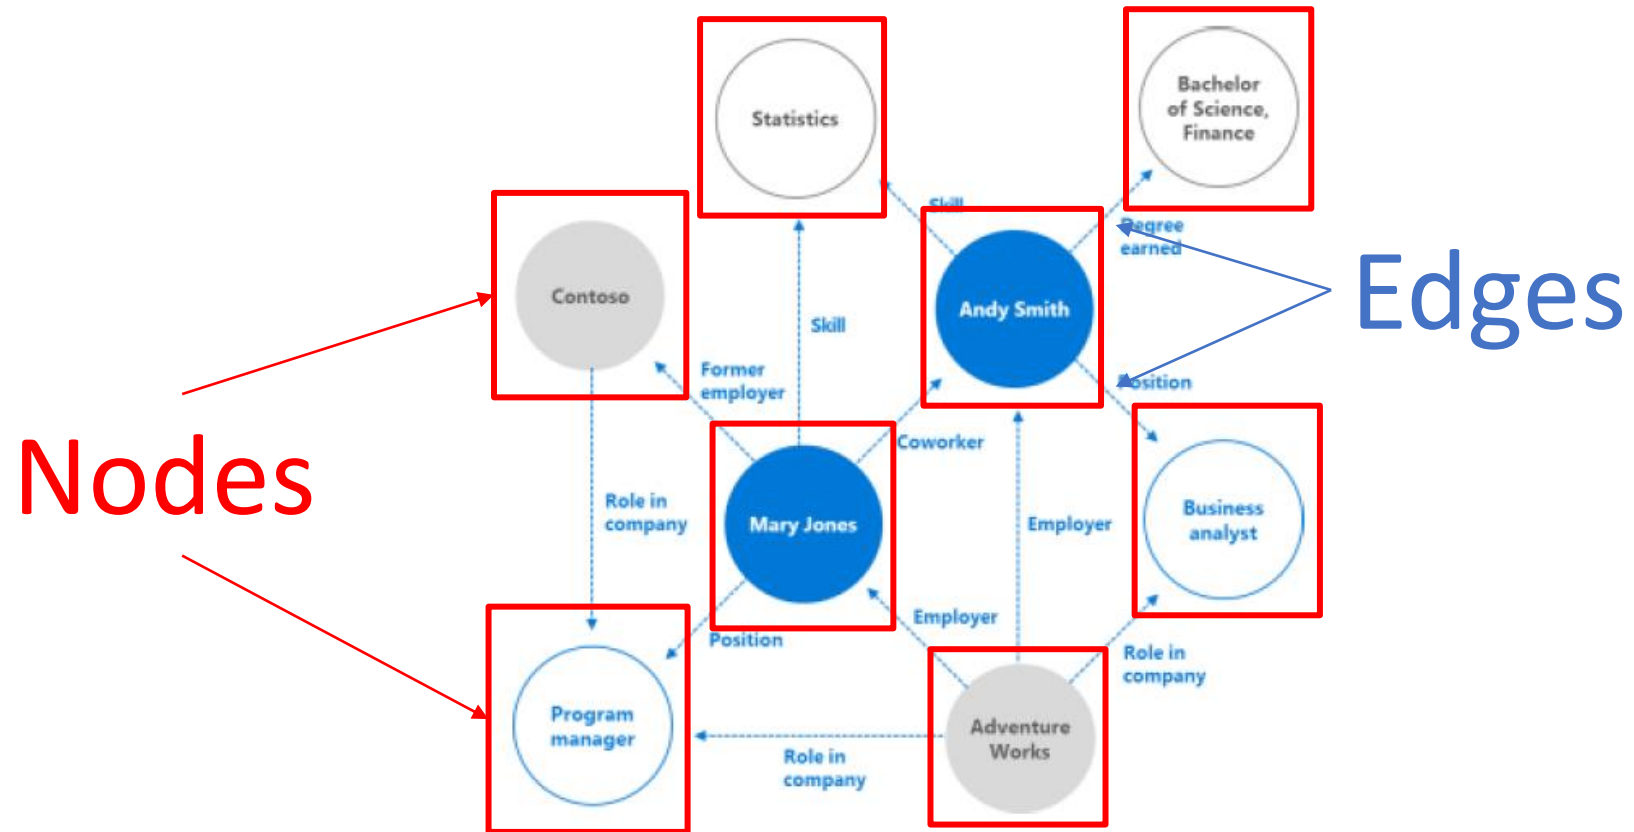 Statistics
Bachelor
of Science,
Finance
Skill
Degree
earned
Contoso
Andy Smith
Edges
Skill
Former
employer
Position
Coworker
Nodes
Role in
company
Mary Jones
Employer
Business
analyst
Employer
Position
Role in
company
Program
manager
Adventure
Works
Role in
company